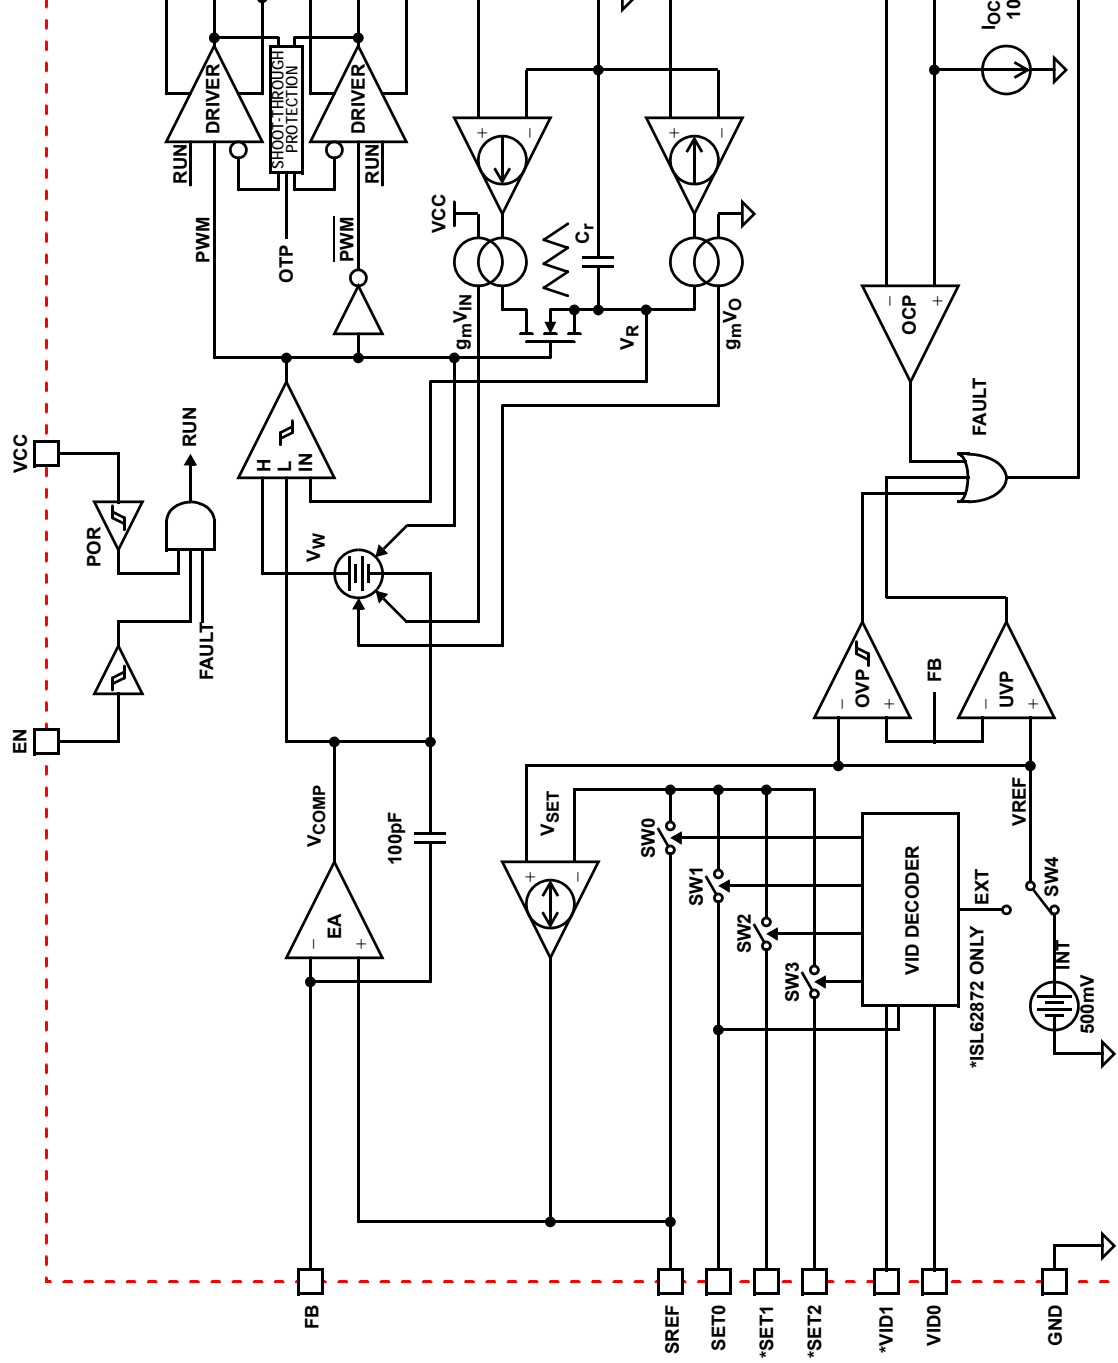 IOC
10
DRIVER
SHOOT-THROUGH
PROTECTION
DRIVER
RUN
RUN
+
−
+
−
PWM
OTP
PWM
VCC
Cr
gmVIN
VR
gmVO
−
+
OCP
FAULT
VCC
RUN
H
L
IN
POR
VW
FAULT
EN
OVP
−
+
FB
UVP
−
+
VCOMP
100pF
VSET
+
−
SW0
SW1
SW2
SW3
VID DECODER
VREF
EXT
SW4
INT
*ISL62872 ONLY
500mV
EA
−
+
FB
SREF
SET0
*SET1
*SET2
*VID1
VID0
GND